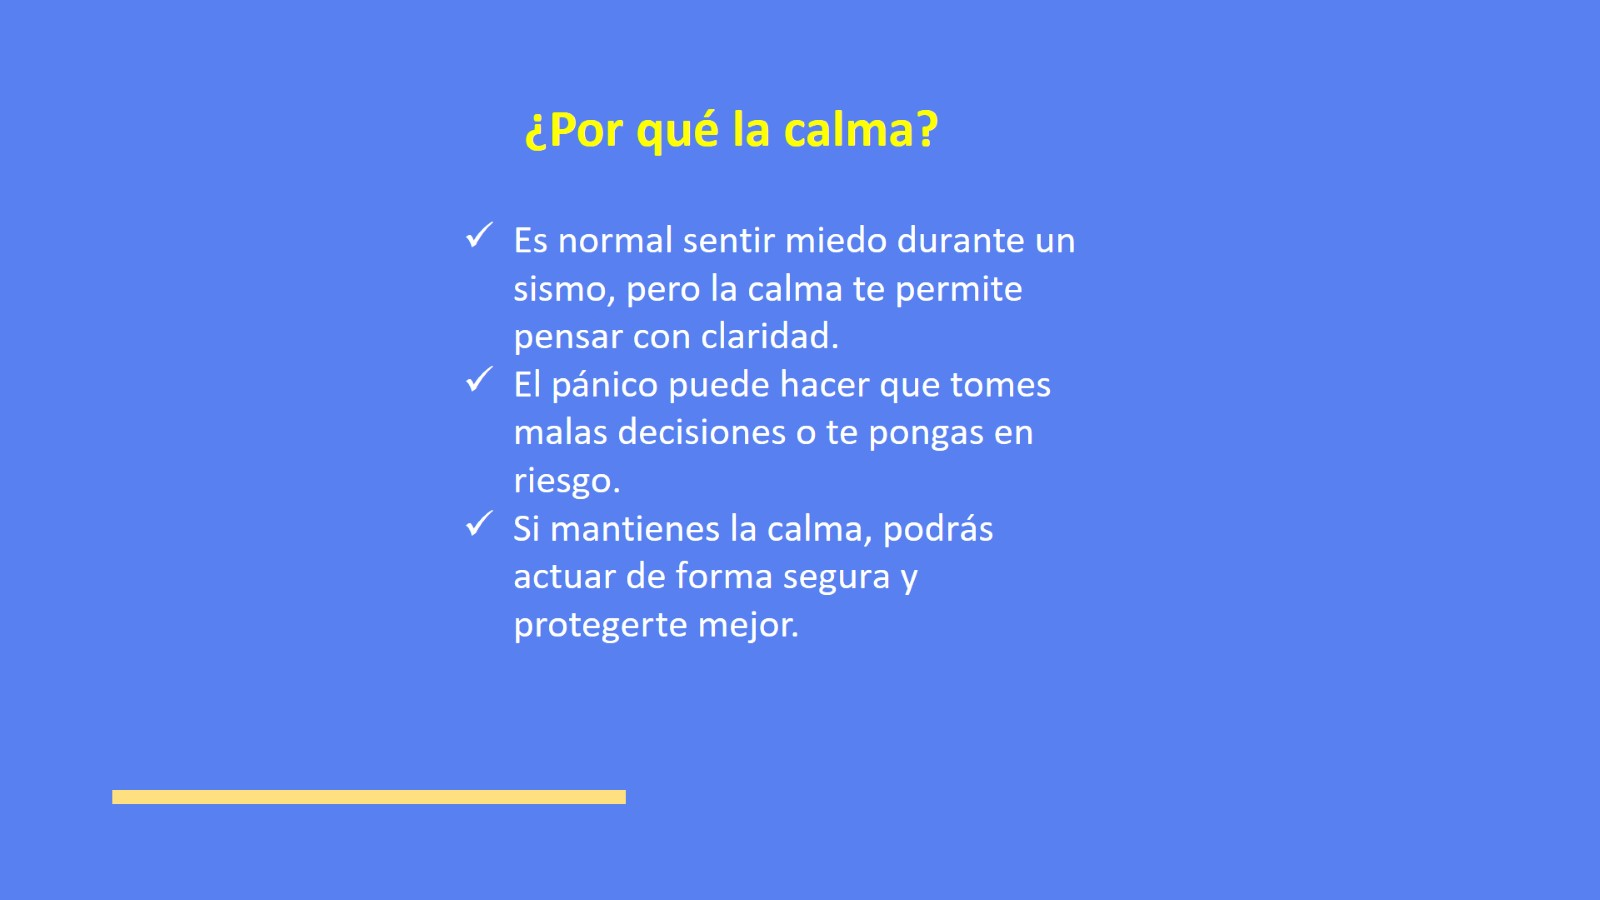 ¿Por qué la calma?
✓ Es normal sentir miedo durante un
sismo, pero la calma te permite
pensar con claridad.
✓ El pánico puede hacer que tomes
malas decisiones o te pongas en
riesgo.
✓ Si mantienes la calma, podrás
actuar de forma segura y
protegerte mejor.